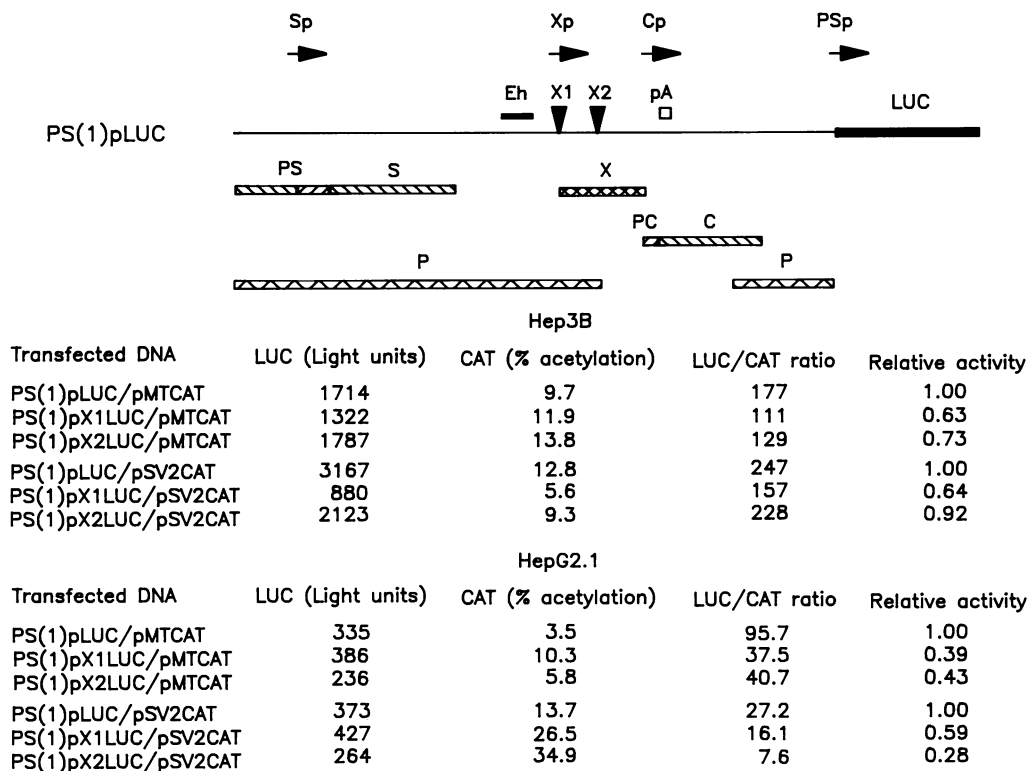 Sp Xp Cp PSp
Eh X1 X2 pA LUC
PS(1)pLUC
PS S X
PC C
P P
Hep3B
Transfected DNA LUC (Light units) CAT (% acetylation) LUC/CAT ratio Relative activity
PS(1)pLUC/pMTCAT 1714 9.7 177 1.00
PS(1)pX1LUC/pMTCAT 1322 11.9 111 0.63
PS(1)pX2LUC/pMTCAT 1787 13.8 129 0.73
PS(1)pLUC/pSV2CAT 3167 12.8 247 1.00
PS(1)pX1LUC/pSV2CAT 880 5.6 157 0.64
PS(1)pX2LUC/pSV2CAT 2123 9.3 228 0.92
HepG2.1
Transfected DNA LUC (Light units) CAT (% acetylation) LUC/CAT ratio Relative activity
PS(1)pLUC/pMTCAT 335 3.5 95.7 1.00
PS(1)pX1LUC/pMTCAT 386 10.3 37.5 0.39
PS(1)pX2LUC/pMTCAT 236 5.8 40.7 0.43
PS(1)pLUC/pSV2CAT 373 13.7 27.2 1.00
PS(1)pX1LUC/pSV2CAT 427 26.5 16.1 0.59
PS(1)pX2LUC/pSV2CAT 264 34.9 7.6 0.28